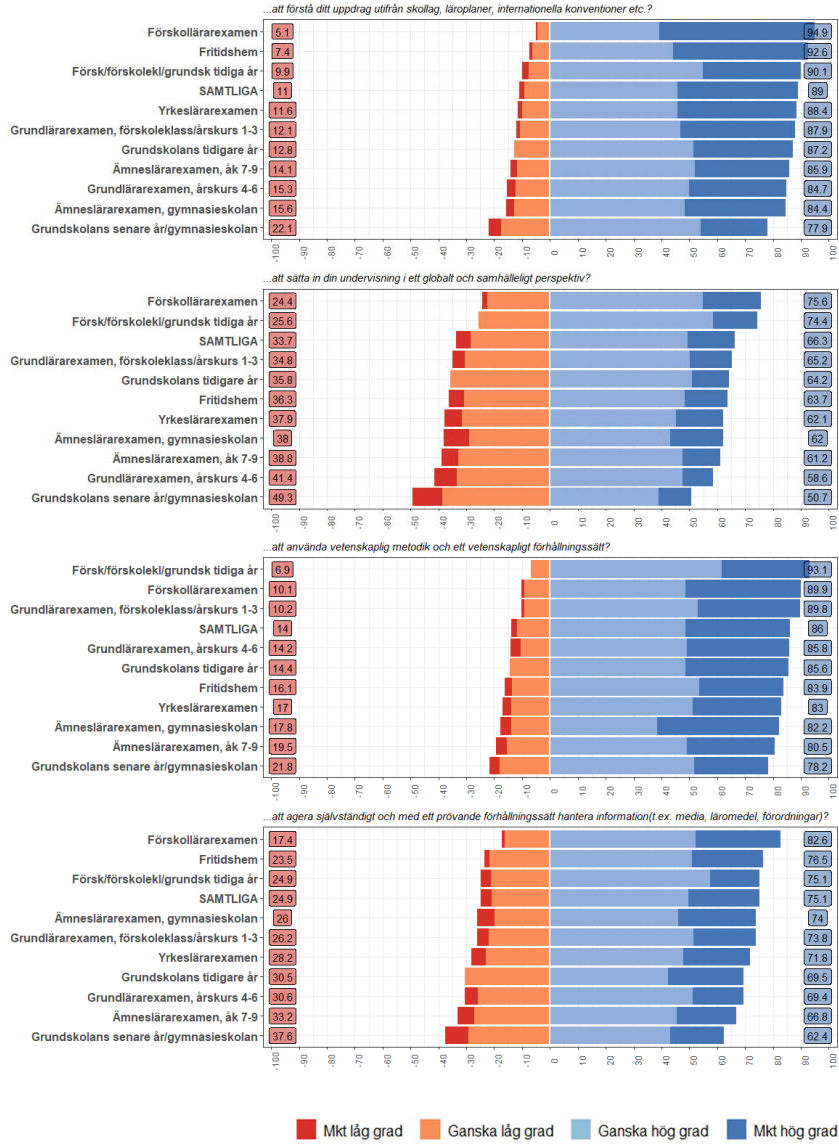 ...att förstå ditt uppdrag utifrån skollag, läroplaner, internationella konventioner etc.?
Förskollärarexamen 5.1 94.9
Fritidshem 7.4 92.6
Försk/förskolekl/grundsk tidiga år 9.9 90.1
SAMTLIGA 11 89
Yrkeslärarexamen 11.6 88.4
Grundlärarexamen, förskoleklass/årskurs 1-3 12.1 87.9
Grundskolans tidigare år 12.8 87.2
Ämneslärarexamen, åk 7-9 14.1 85.9
Grundlärarexamen, årskurs 4-6 15.3 84.7
Ämneslärarexamen, gymnasieskolan 15.6 84.4
Grundskolans senare år/gymnasieskolan 22.1 77.9
-100 -90 -80 -70 -60 -50 -40 -30 -20 -10 0 10 20 30 40 50 60 70 80 90 100
...att sätta in din undervisning i ett globalt och samhälleligt perspektiv?
Förskollärarexamen 24.4 75.6
Försk/förskolekl/grundsk tidiga år 25.6 74.4
SAMTLIGA 33.7 66.3
Grundlärarexamen, förskoleklass/årskurs 1-3 34.8 65.2
Grundskolans tidigare år 35.8 64.2
Fritidshem 36.3 63.7
Yrkeslärarexamen 37.9 62.1
Ämneslärarexamen, gymnasieskolan 38 62
Ämneslärarexamen, åk 7-9 38.8 61.2
Grundlärarexamen, årskurs 4-6 41.4 58.6
Grundskolans senare år/gymnasieskolan 49.3 50.7
-100 -90 -80 -70 -60 -50 -40 -30 -20 -10 0 10 20 30 40 50 60 70 80 90 100
...att använda vetenskaplig metodik och ett vetenskapligt förhållningssätt?
Försk/förskolekl/grundsk tidiga år 6.9 93.1
Förskollärarexamen 10.1 89.9
Grundlärarexamen, förskoleklass/årskurs 1-3 10.2 89.8
SAMTLIGA 14 86
Grundlärarexamen, årskurs 4-6 14.2 85.8
Grundskolans tidigare år 14.4 85.6
Fritidshem 16.1 83.9
Yrkeslärarexamen 17 83
Ämneslärarexamen, gymnasieskolan 17.8 82.2
Ämneslärarexamen, åk 7-9 19.5 80.5
Grundskolans senare år/gymnasieskolan 21.8 78.2
-100 -90 -80 -70 -60 -50 -40 -30 -20 -10 0 10 20 30 40 50 60 70 80 90 100
...att agera självständigt och med ett prövande förhållningssätt hantera information(t.ex. media, läromedel, förordningar)?
Förskollärarexamen 17.4 82.6
Fritidshem 23.5 76.5
Försk/förskolekl/grundsk tidiga år 24.9 75.1
SAMTLIGA 24.9 75.1
Ämneslärarexamen, gymnasieskolan 26 74
Grundlärarexamen, förskoleklass/årskurs 1-3 26.2 73.8
Yrkeslärarexamen 28.2 71.8
Grundskolans tidigare år 30.5 69.5
Grundlärarexamen, årskurs 4-6 30.6 69.4
Ämneslärarexamen, åk 7-9 33.2 66.8
Grundskolans senare år/gymnasieskolan 37.6 62.4
-100 -90 -80 -70 -60 -50 -40 -30 -20 -10 0 10 20 30 40 50 60 70 80 90 100
Mkt låg grad Ganska låg grad Ganska hög grad Mkt hög grad